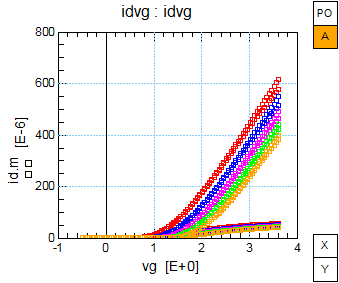 idvg : idvg
PO
A
800
600
400
200
0
id.m [E-6]
-1 0 1 2 3 4
vg [E+0]
X
Y